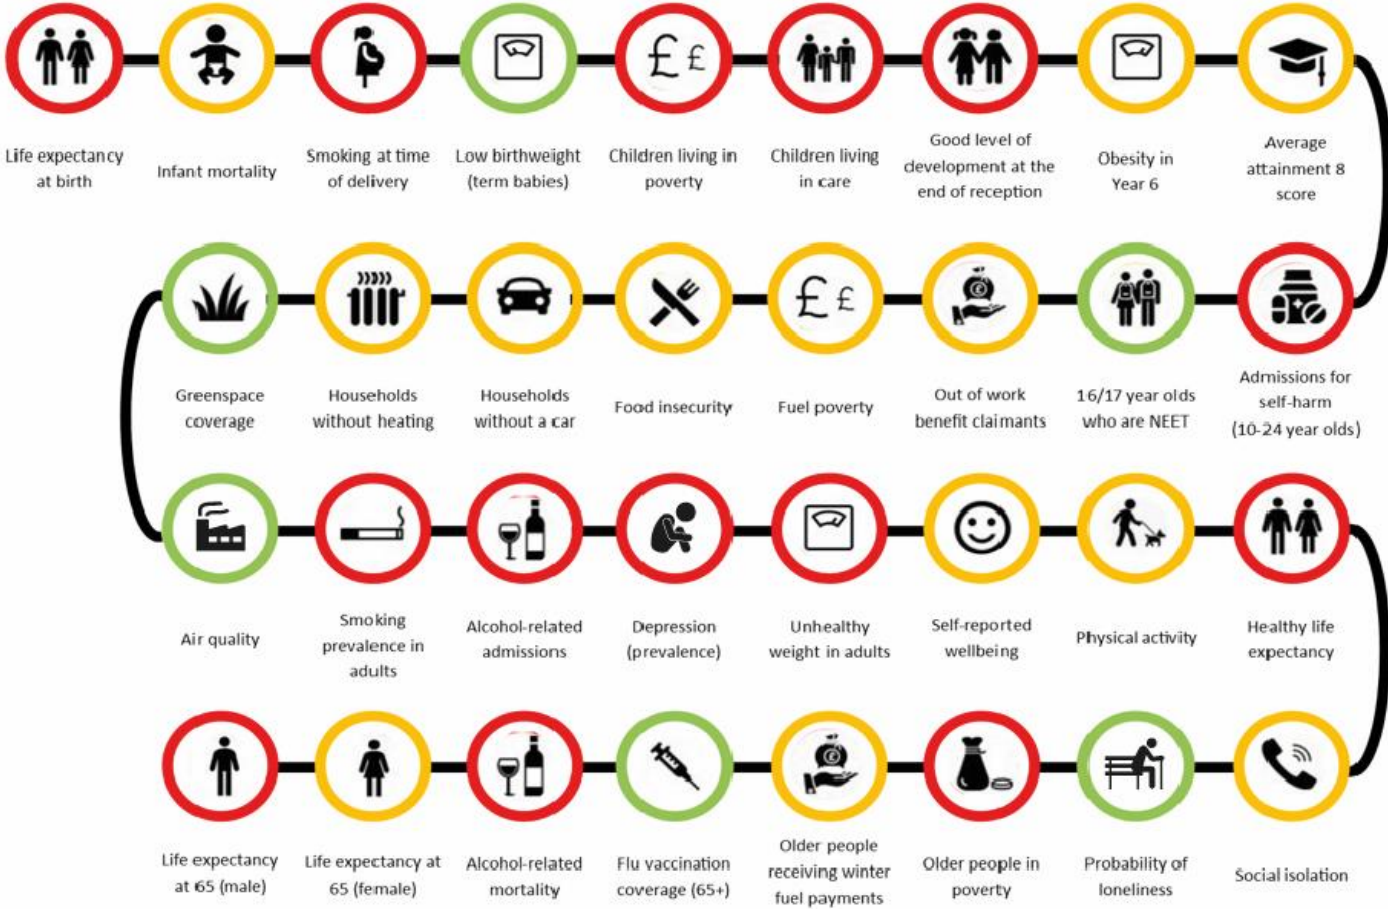 £ £
Life expectancy
at birth
Infant mortality
Smoking at time
of delivery
Low birthweight
(term babies)
Children living in
poverty
Children living
in care
Good level of
development at the
end of reception
Obesity in
Year 6
Average
attainment 8
score
£ £
£
Greenspace
coverage
Households
without heating
Households
without a car
Food insecurity
Fuel poverty
Out of work
benefit claimants
16/17 year olds
who are NEET
Admissions for
self-harm
(10-24 year olds)
Air quality
Smoking
prevalence in
adults
Alcohol-related
admissions
Depression
(prevalence)
Unhealthy
weight in adults
Self-reported
wellbeing
Physical activity
Healthy life
expectancy
£
Life expectancy
at 65 (male)
Life expectancy at
65 (female)
Alcohol-related
mortality
Flu vaccination
coverage (65+)
Older people
receiving winter
fuel payments
Older people in
poverty
Probability of
loneliness
Social isolation